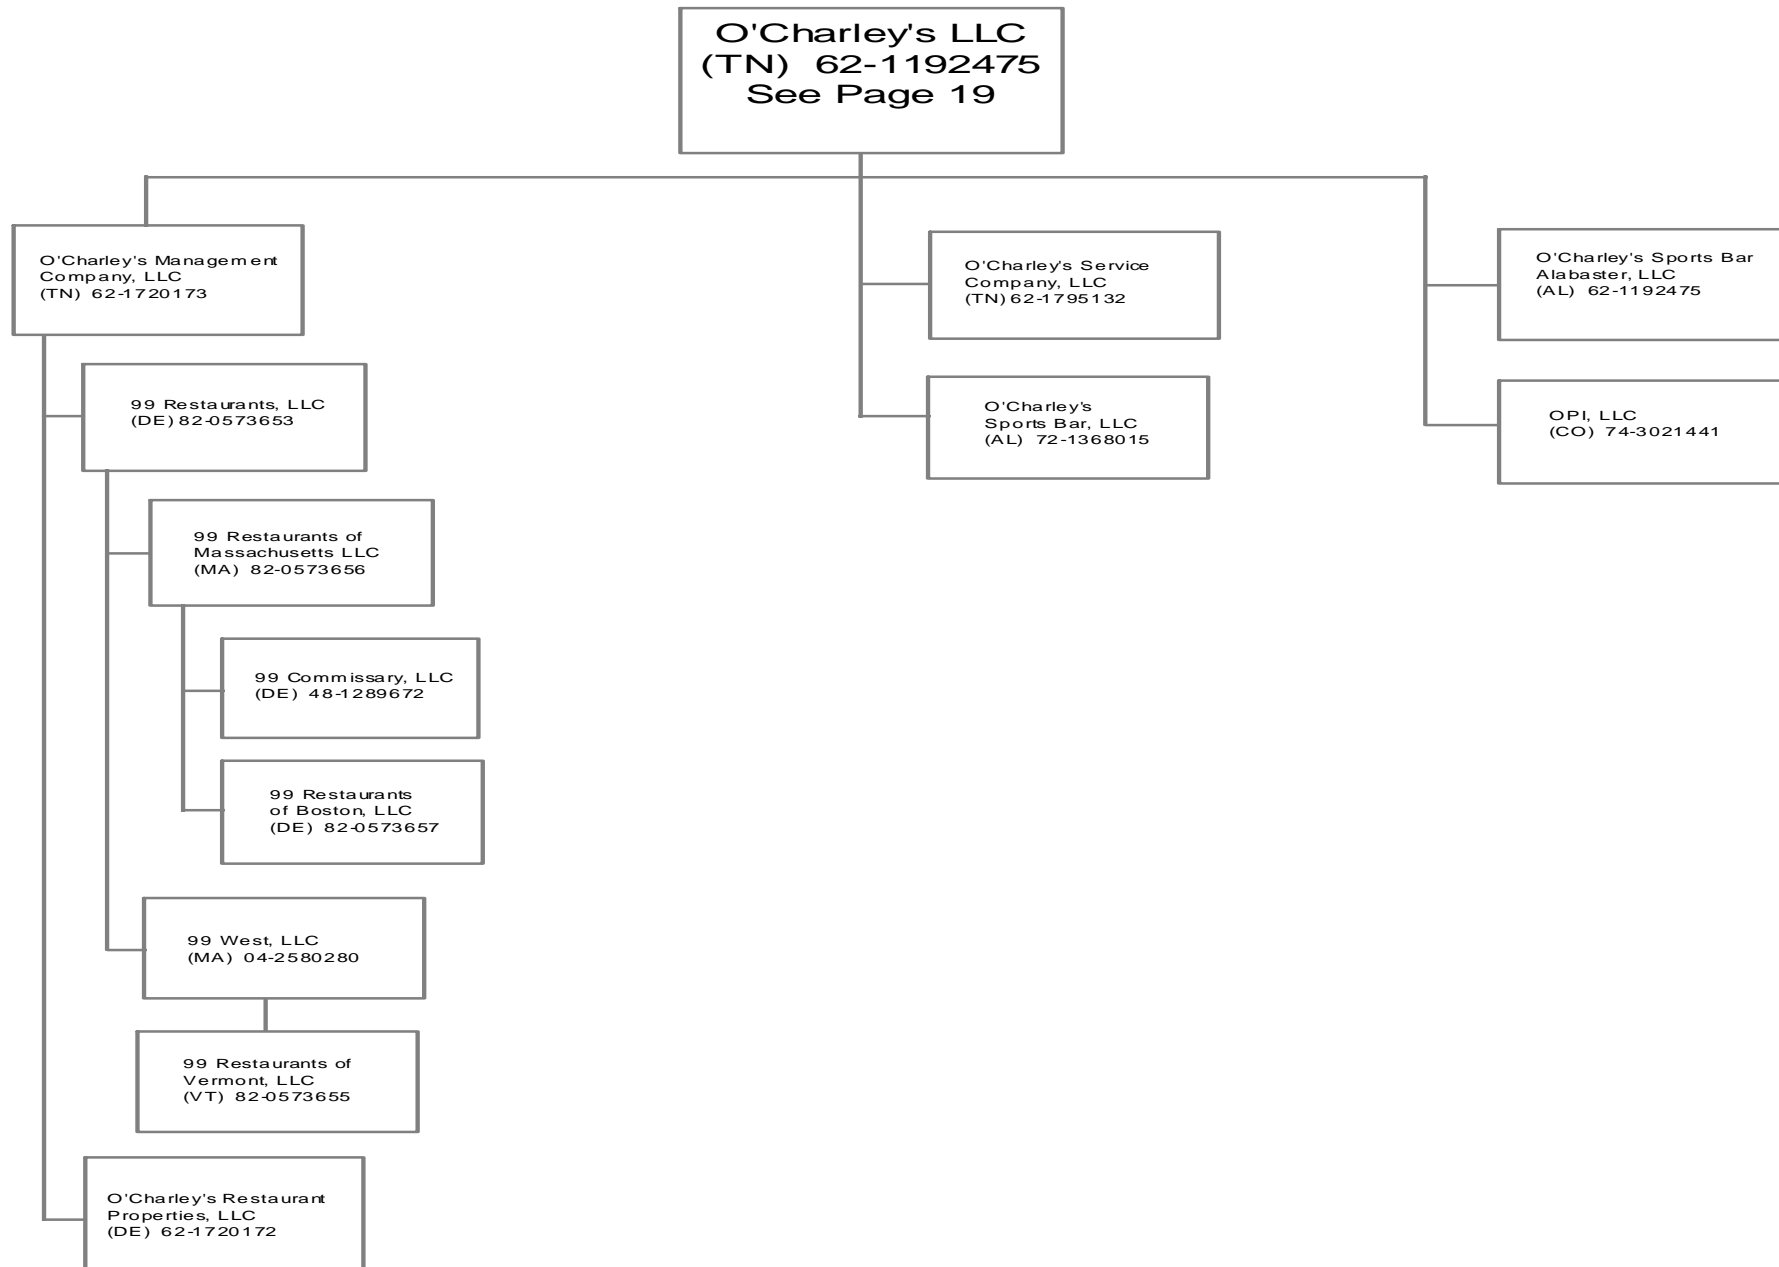 O'Charley's LLC
(TN) 62-1192475
See Page 19
O'Charley's Management
Company, LLC
(TN) 62-1720173
O'Charley's Service
Company, LLC
(TN) 62-1795132
O'Charley's Sports Bar
Alabaster, LLC
(AL) 62-1192475
99 Restaurants, LLC
(DE) 82-0573653
O'Charley's
Sports Bar, LLC
(AL) 72-1368015
OPI, LLC
(CO) 74-3021441
99 Restaurants of
Massachusetts LLC
(MA) 82-0573656
99 Commissary, LLC
(DE) 48-1289672
99 Restaurants
of Boston, LLC
(DE) 82-0573657
99 West, LLC
(MA) 04-2580280
99 Restaurants of
Vermont, LLC
(VT) 82-0573655
O'Charley's Restaurant
Properties, LLC
(DE) 62-1720172